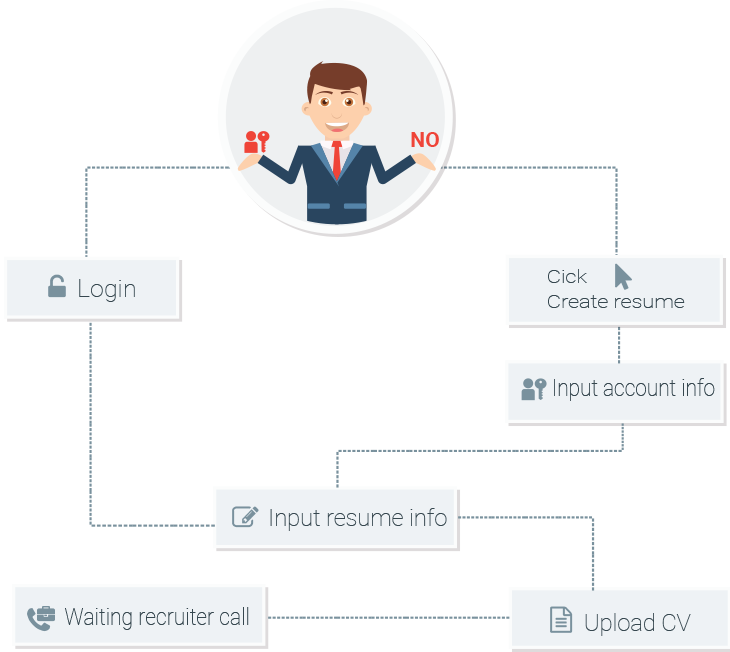 NO
Login
Cick
Create resume
Input account info
Input resume info
Waiting recruiter call
Upload CV